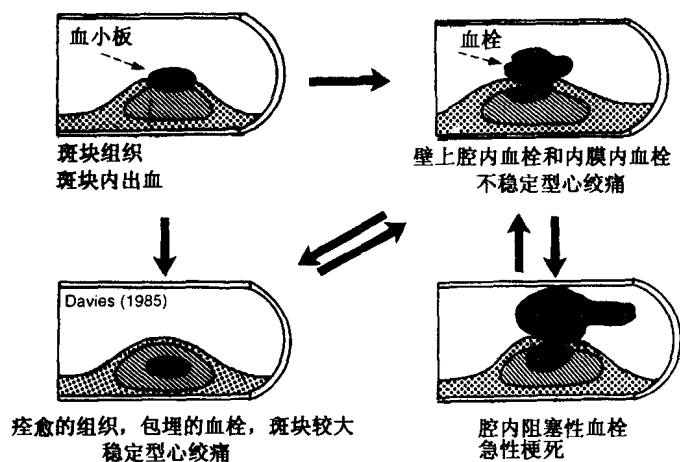 血小板
斑块组织
斑块内出血
血栓
壁上腔内血栓和内膜内血栓
不稳定型心绞痛
Davies (1985)
痊愈的组织，包埋的血栓，斑块较大
稳定型心绞痛
腔内阻塞性血栓
急性梗死